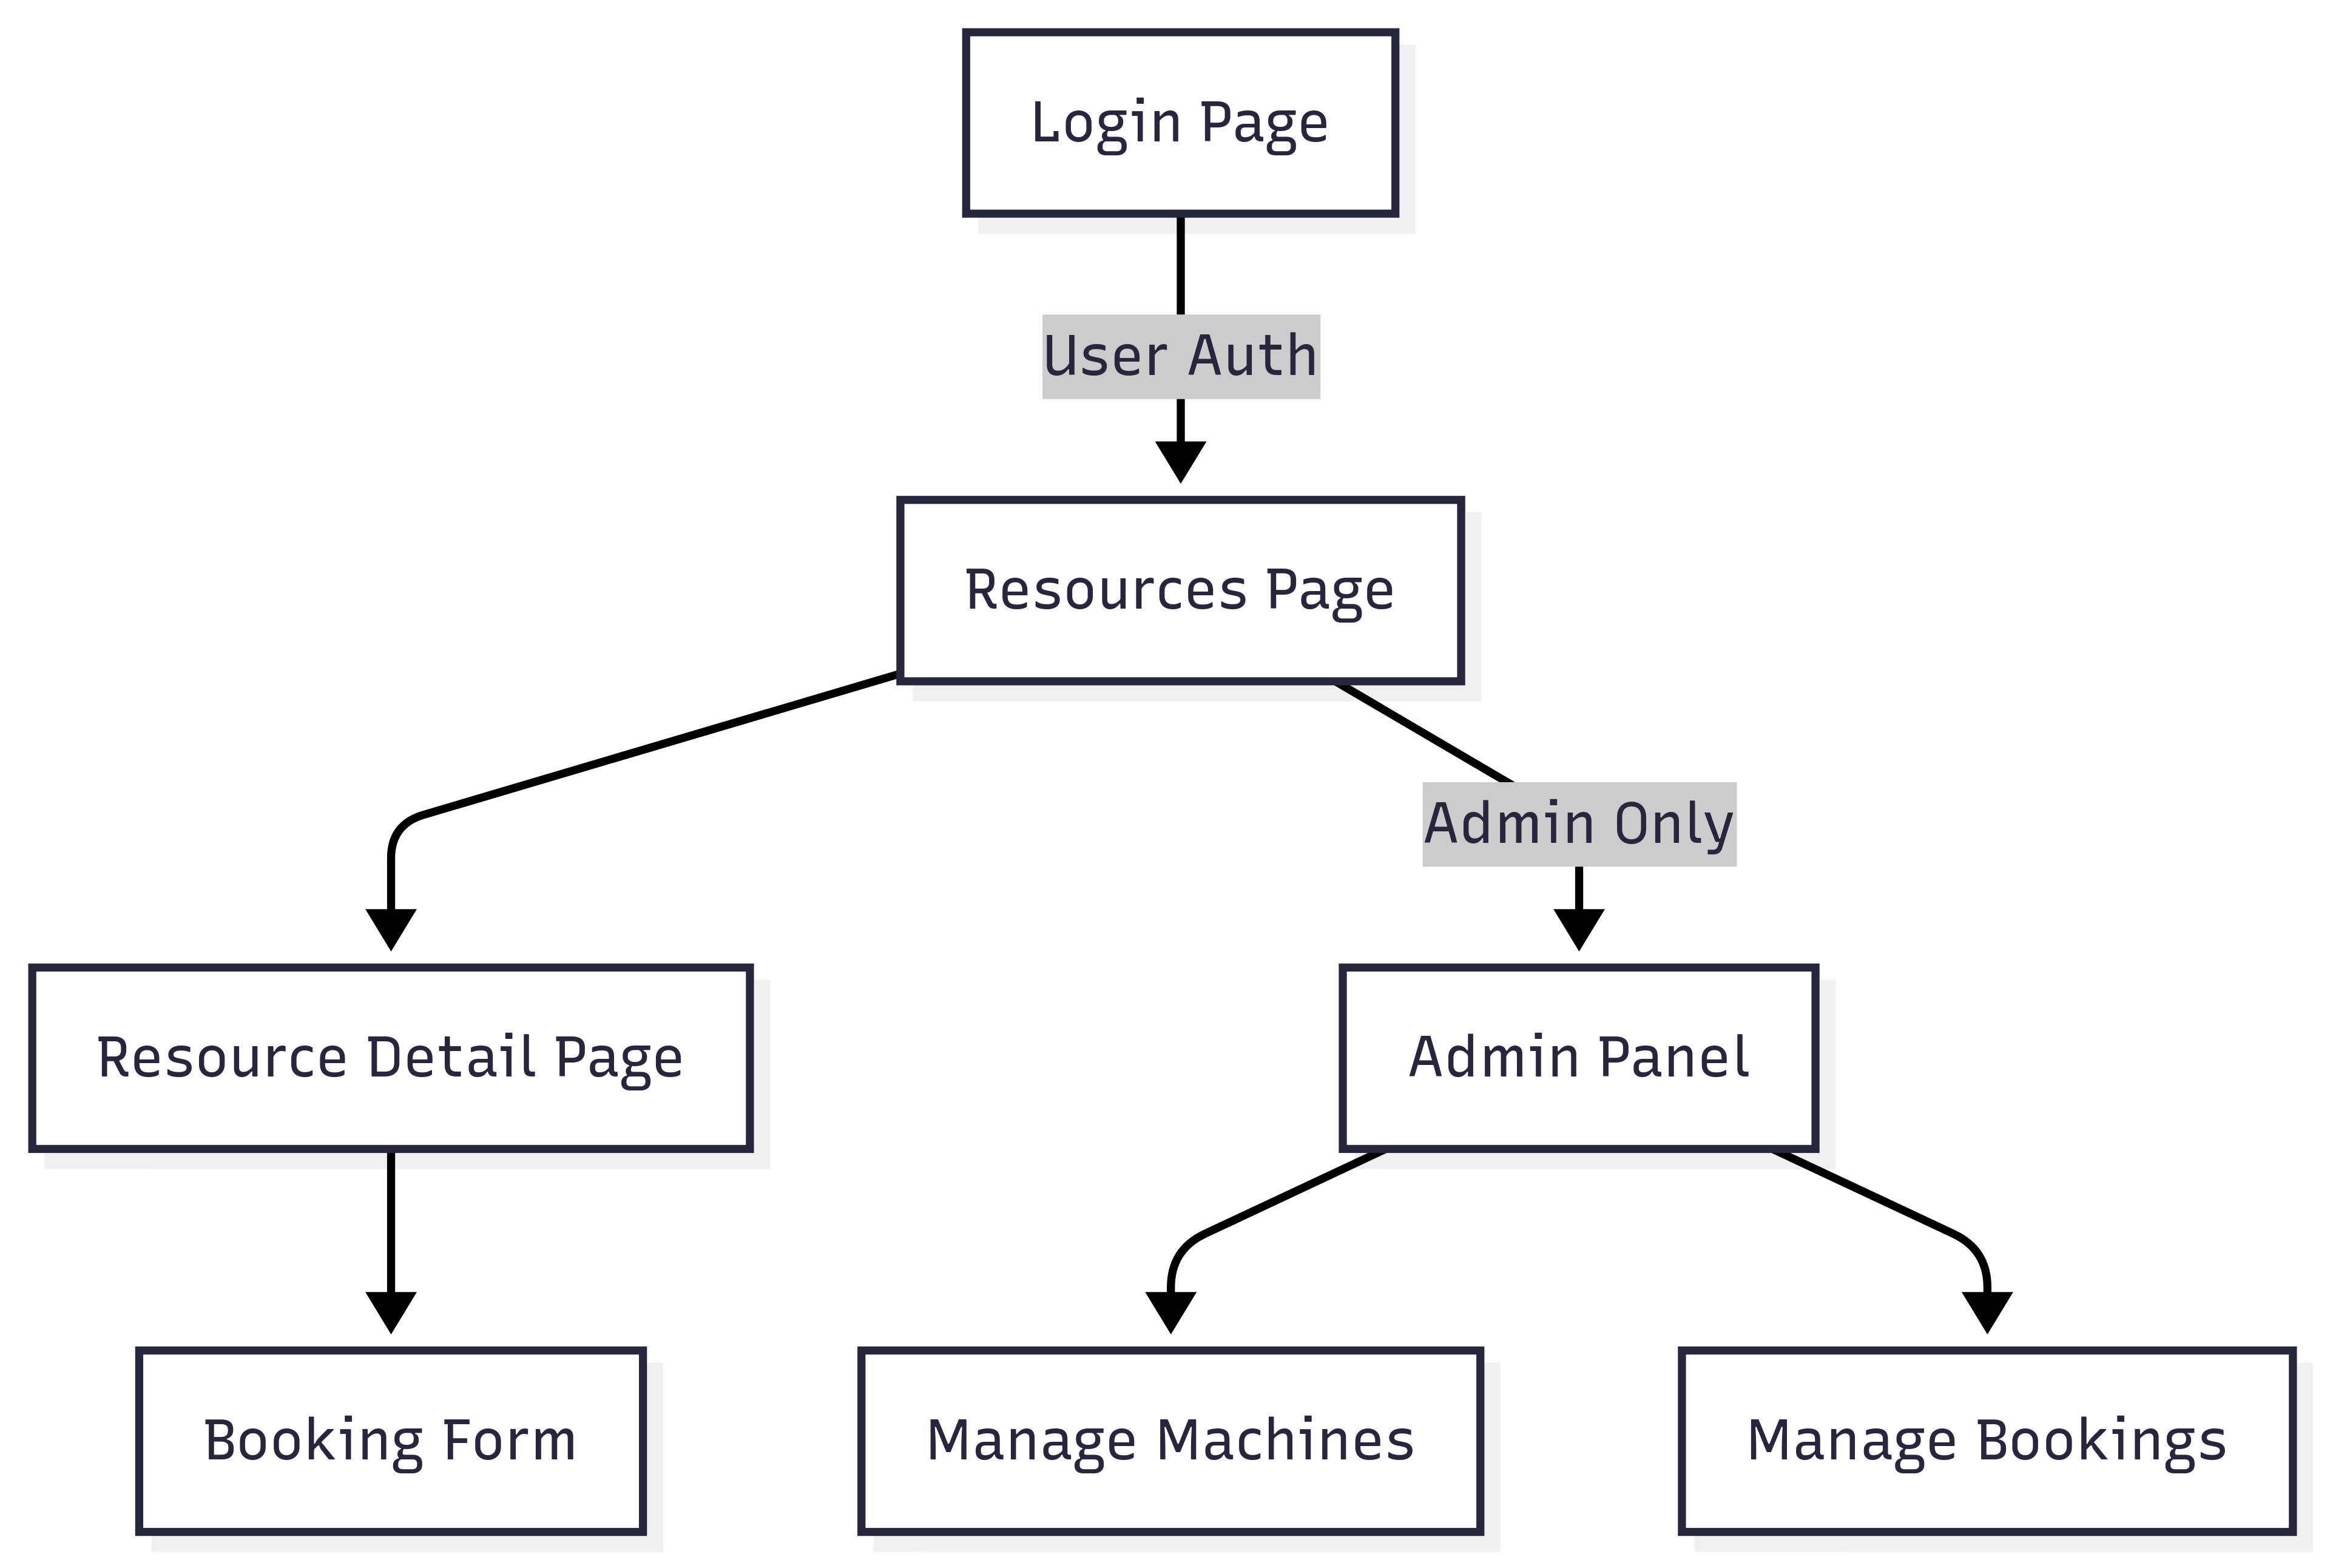 Login Page
User Auth
Resources Page
Admin Only
Resource Detail Page
Admin Panel
Booking Form
Manage Machines
Manage Bookings